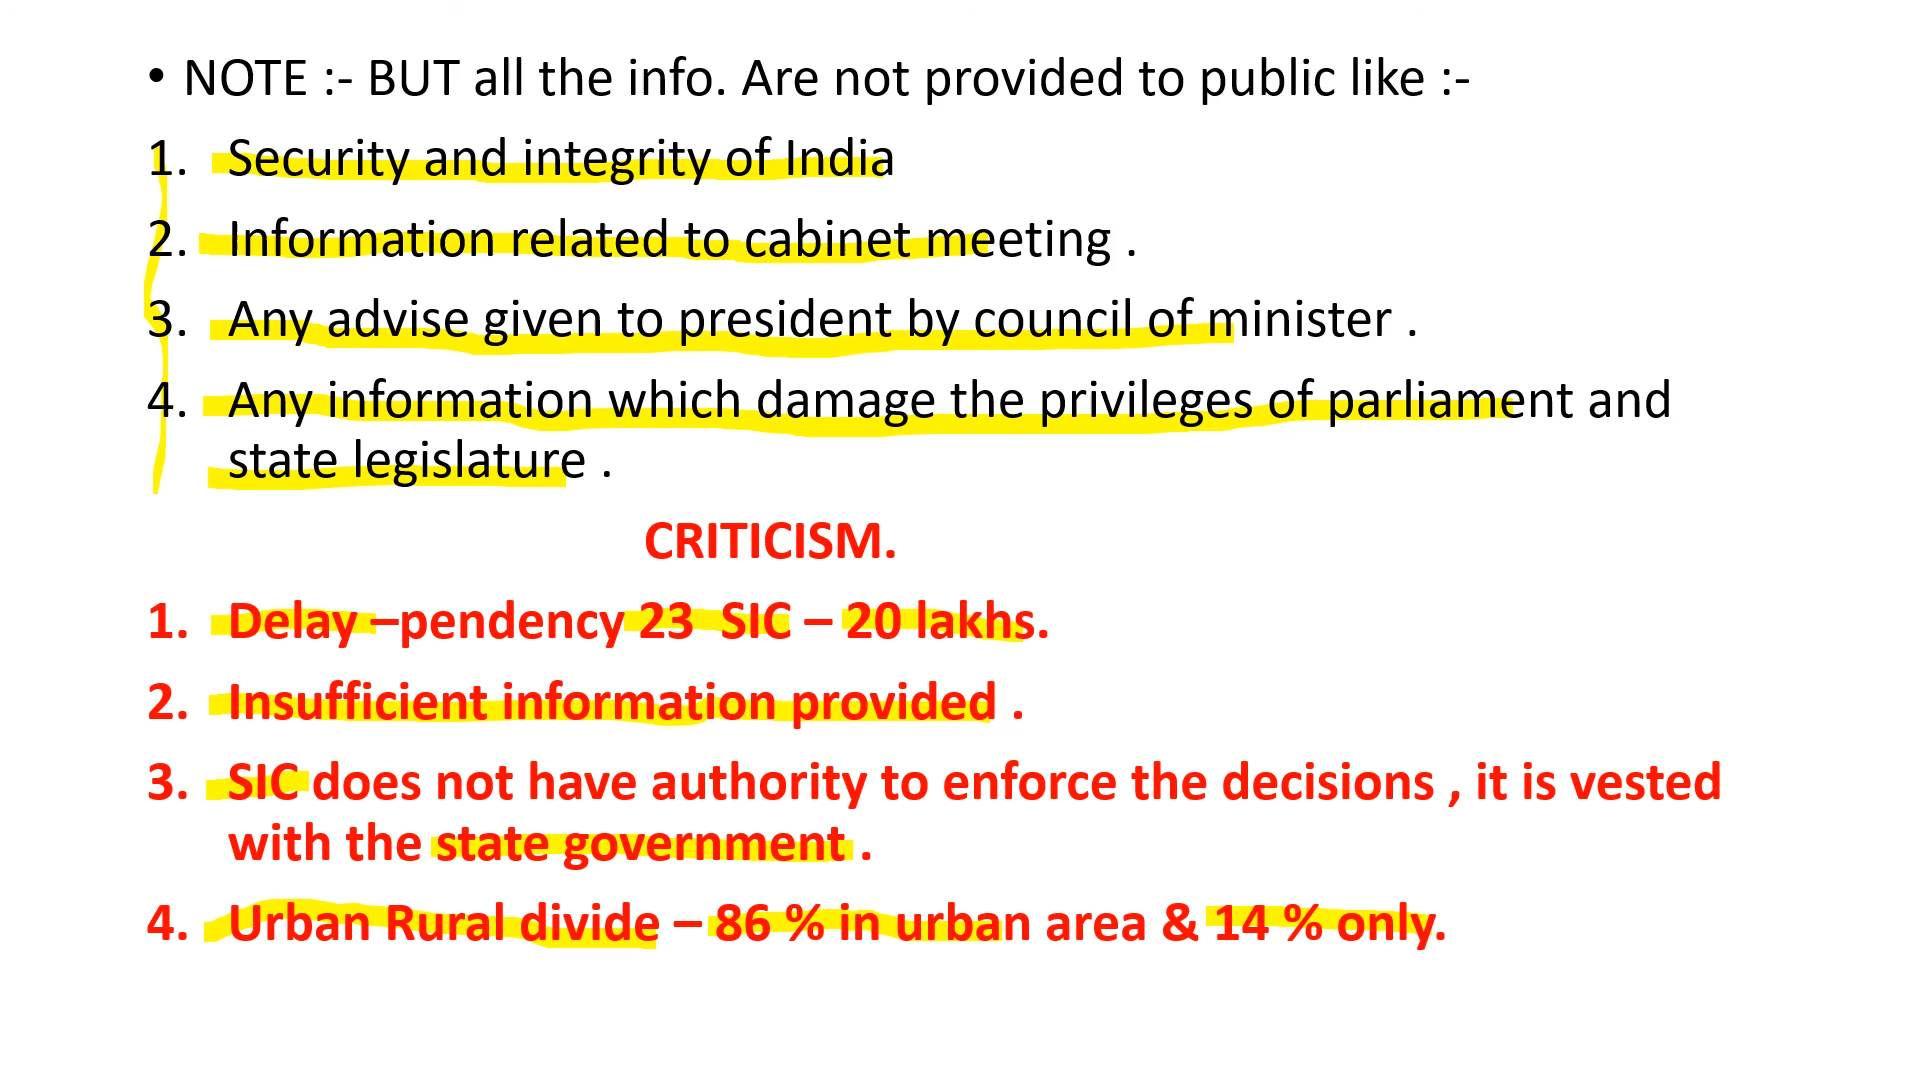 • NOTE :- BUT all the info. Are not provided to public like :-
1. Security and integrity of India
2. Information related to cabinet meeting .
3. Any advise given to president by council of minister .
4. Any information which damage the privileges of parliament and
state legislature .
CRITICISM.
1. Delay –pendency 23 SIC – 20 lakhs.
2. Insufficient information provided .
3. SIC does not have authority to enforce the decisions , it is vested
with the state government .
4. Urban Rural divide – 86 % in urban area & 14 % only.